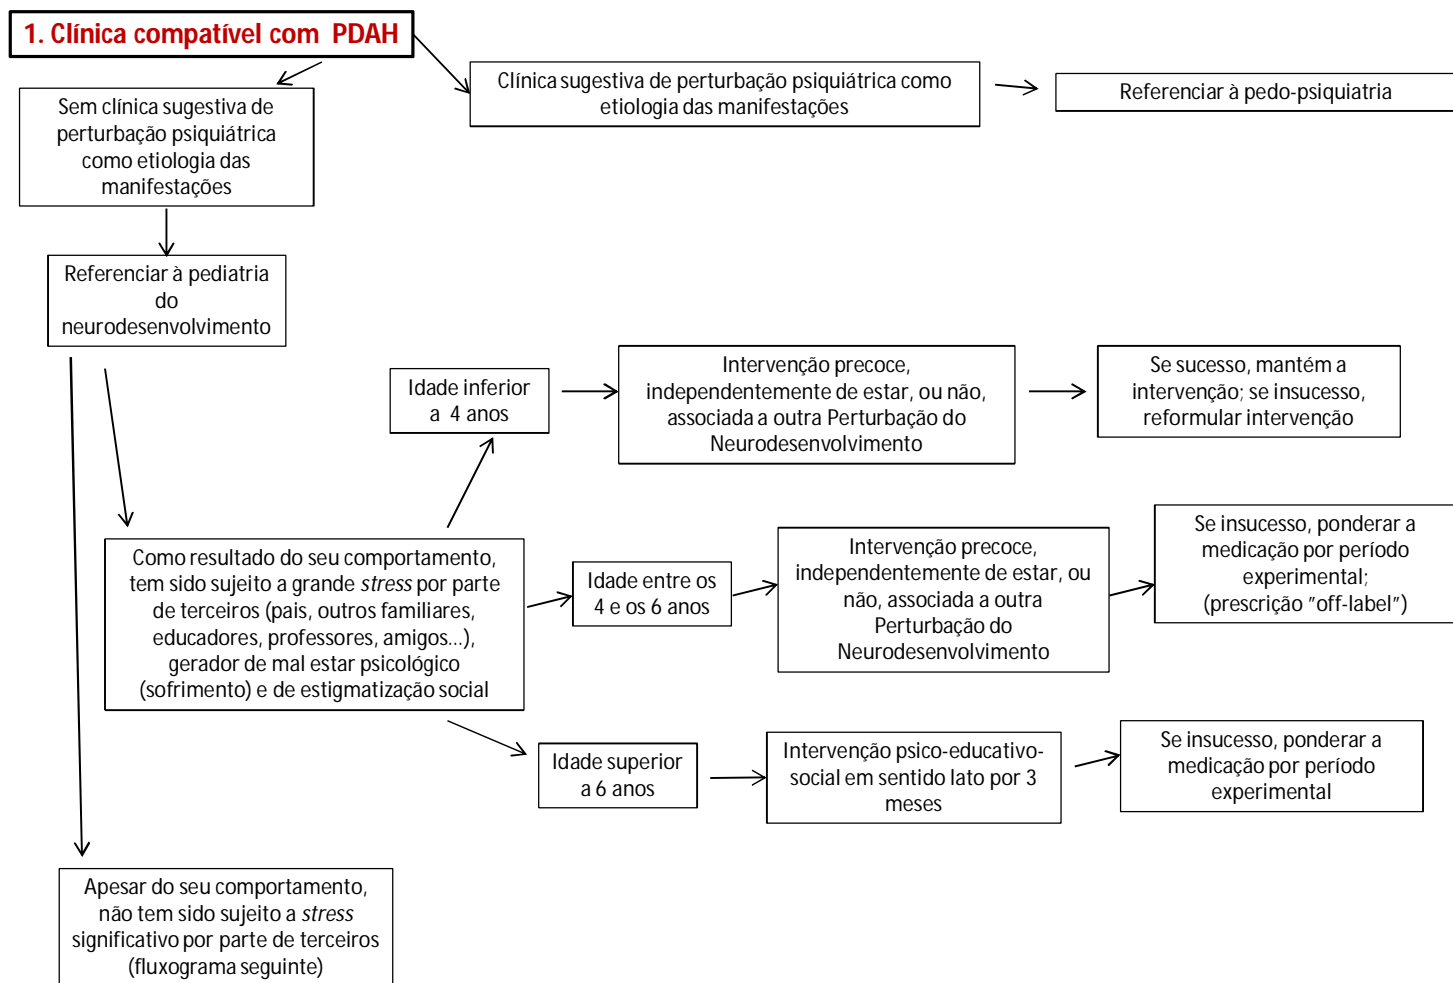 1. Clínica compatível com PDAH
Clínica sugestiva de perturbação psiquiátrica como
etiologia das manifestações
Referenciar à pedo-psiquiatria
Sem clínica sugestiva de
perturbação psiquiátrica
como etiologia das
manifestações
Referenciar à pediatria
do
neurodesenvolvimento
Idade inferior
a 4 anos
Intervenção precoce,
independentemente de estar, ou não,
associada a outra Perturbação do
Neurodesenvolvimento
Se sucesso, mantém a
intervenção; se insucesso,
reformular intervenção
Como resultado do seu comportamento,
tem sido sujeito a grande stress por parte
de terceiros (pais, outros familiares,
educadores, professores, amigos...),
gerador de mal estar psicológico
(sofrimento) e de estigmatização social
Idade entre os
4 e os 6 anos
Intervenção precoce,
independentemente de estar, ou
não, associada a outra
Perturbação do
Neurodesenvolvimento
Se insucesso, ponderar a
medicação por período
experimental;
(prescrição "off-label")
Idade superior
a 6 anos
Intervenção psico-educativo-
social em sentido lato por 3
meses
Se insucesso, ponderar a
medicação por período
experimental
Apesar do seu comportamento,
não tem sido sujeito a stress
significativo por parte de terceiros
(fluxograma seguinte)